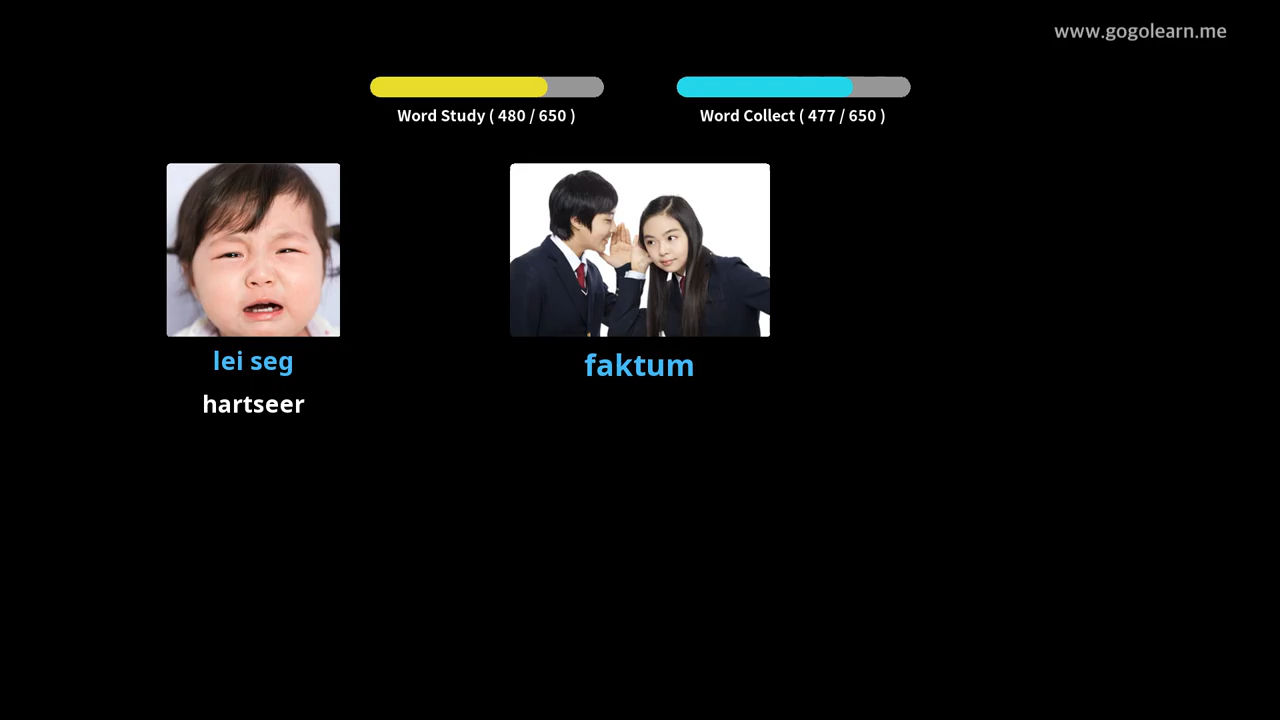 www.gogolearn.me
Word Study ( 480 / 650 )
Word Collect ( 477 / 650 )
lei seg
hartseer
faktum